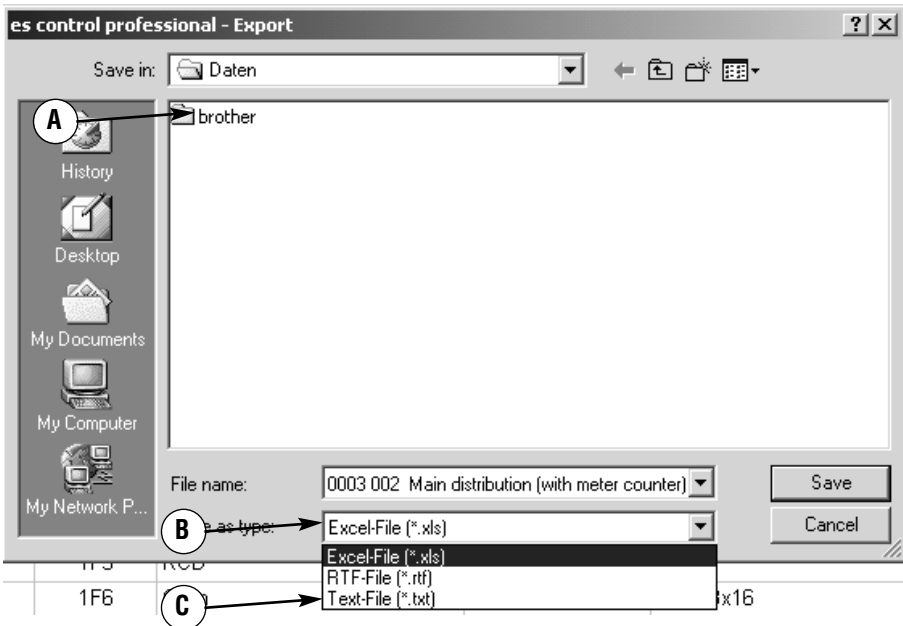 es control professional - Export
Save in: Daten
A
brother
History
Desktop
My Documents
My Computer
My Network P...
File name: 0003 002 Main distribution (with meter counter)
Save
B
as type: Excel-File (*.xls)
Cancel
Excel-File (*.xls)
RTF-File (*.rtf)
Text-File (*.txt)
C
1F6
x16